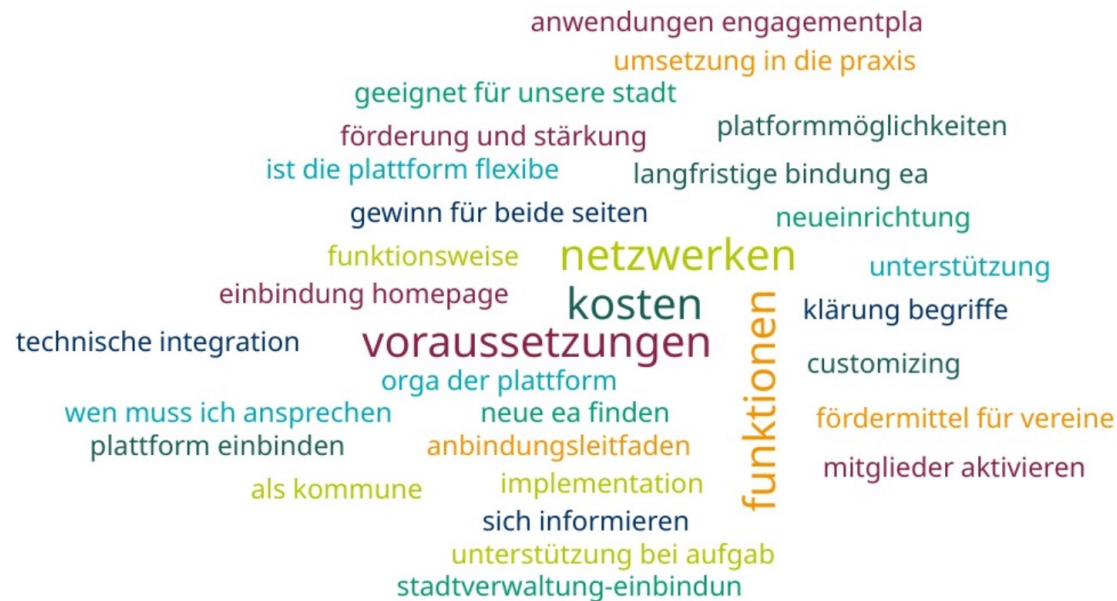 anwendungen engagementpla
umsetzung in die praxis
geeignet für unsere stadt
förderung und stärkung
platformmöglichkeiten
ist die plattform flexibe
langfristige bindung ea
gewinn für beide seiten
neueinrichtung
funktionsweise
netzwerken
unterstützung
einbindung homepage
kosten
klärung begriffe
technische integration
voraussetzungen
funktionen
customizing
orga der plattform
wen muss ich ansprechen
neue ea finden
fördermittel für vereine
plattform einbinden
anbindungsleitfaden
mitglieder aktivieren
als kommune
implementation
sich informieren
unterstützung bei aufgab
stadtverwaltung-einbindun